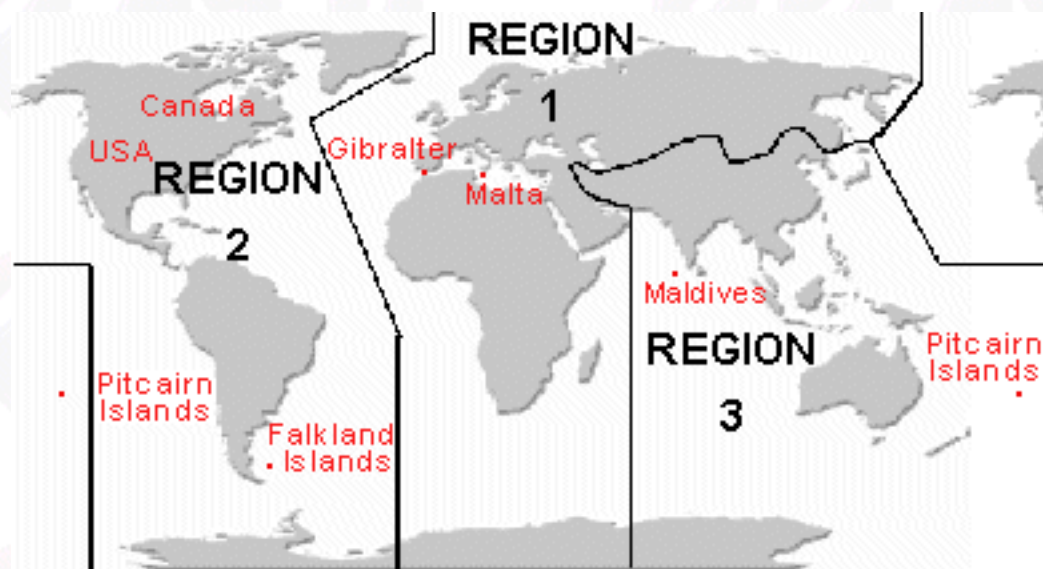 REGION
1
Canada
USA
Gibralter
REGION
Malta
2
Maldives
REGION
3
Pitcairn
Islands
Pitcairn
Islands
Falkland
Islands